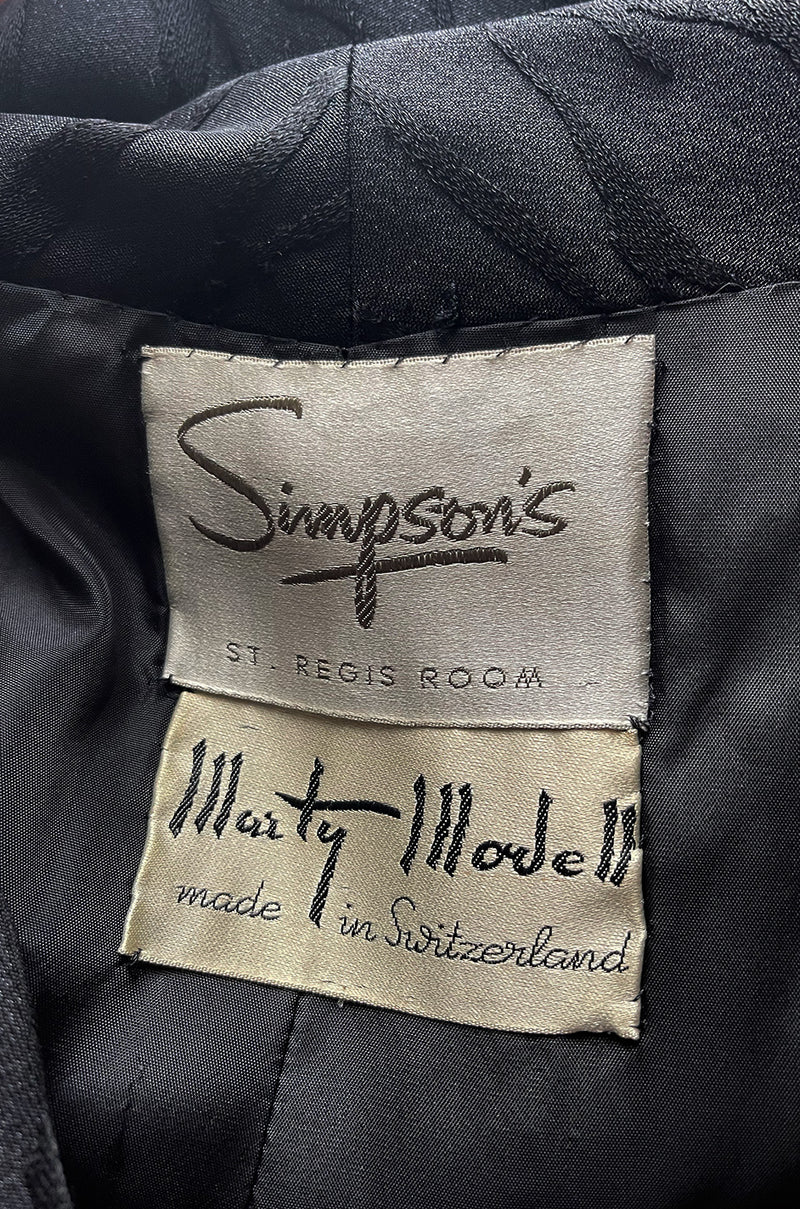 Simpson's
ST. REGIS ROOM
Marty Modell
made in Switzerland